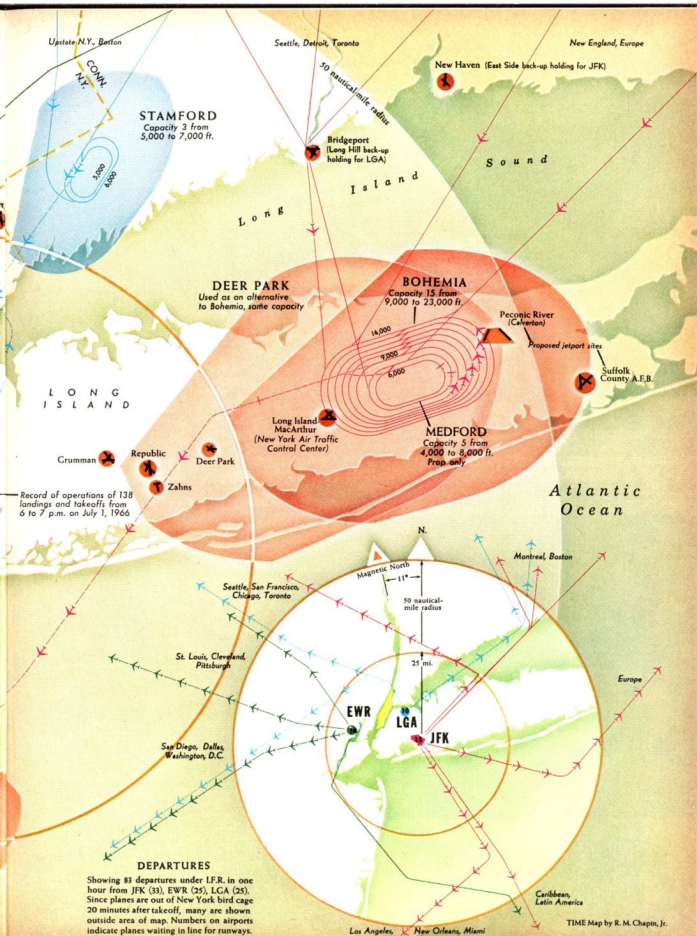 Upstate N.Y., Boston
Seattle, Detroit, Toronto
New England, Europe
CONN.
N.Y.
50 nautical-mile radius
New Haven (East Side back-up holding for JFK)
STAMFORD
Capacity 3 from
5,000 to 7,000 ft.
5,000
6,000
Bridgeport
(Long Hill back-up
holding for LGA)
Long Island Sound
DEER PARK
Used as an alternative
to Bohemia, same capacity
BOHEMIA
Capacity 15 from
9,000 to 23,000 ft.
14,000
9,000
6,000
Peconic River
(Calverton)
Proposed jetport sites
Suffolk
County A.F.B.
LONG
ISLAND
Long Island
MacArthur
(New York Air Traffic
Control Center)
MEDFORD
Capacity 5 from
4,000 to 8,000 ft.
Prop only
Grumman
Republic
Deer Park
Zahns
Record of operations of 138
landings and takeoffs from
6 to 7 p.m. on July 1, 1966
Atlantic
Ocean
N.
Magnetic North
11°
Montreal, Boston
Seattle, San Francisco,
Chicago, Toronto
50 nautical-
mile radius
St. Louis, Cleveland,
Pittsburgh
25 mi.
Europe
EWR
LGA
JFK
San Diego, Dallas,
Washington, D.C.
DEPARTURES
Showing 83 departures under I.F.R. in one
hour from JFK (33), EWR (25), LGA (25).
Since planes are out of New York bird cage
20 minutes after takeoff, many are shown
outside area of map. Numbers on airports
indicate planes waiting in line for runways.
Caribbean,
Latin America
Los Angeles, New Orleans, Miami
TIME Map by R. M. Chapin, Jr.